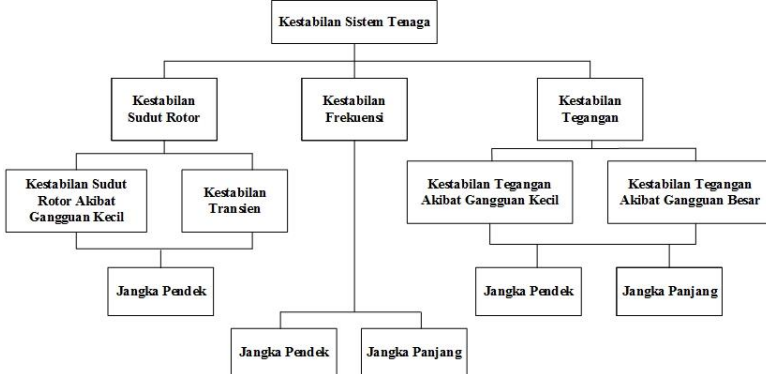 Kestabilan Sistem Tenaga
Kestabilan
Sudut Rotor
Kestabilan
Frekuensi
Kestabilan
Tegangan
Kestabilan Sudut
Rotor Akibat
Gangguan Kecil
Kestabilan
Transien
Kestabilan Tegangan
Akibat Gangguan Kecil
Kestabilan Tegangan
Akibat Gangguan Besar
Jangka Pendek
Jangka Pendek
Jangka Panjang
Jangka Pendek
Jangka Panjang